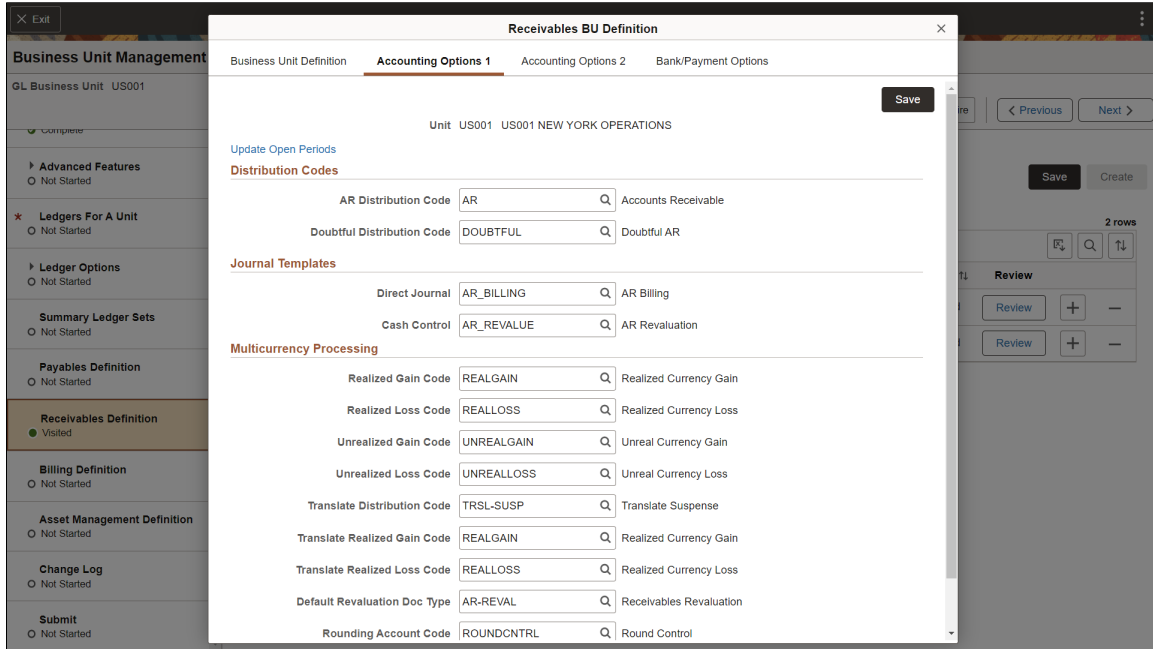 Exit
Receivables BU Definition
Business Unit Management
Business Unit Definition
Accounting Options 1
Accounting Options 2
Bank/Payment Options
GL Business Unit US001
Save
Previous
Next
Unit US001 US001 NEW YORK OPERATIONS
Complete
Update Open Periods
Advanced Features
Not Started
Distribution Codes
Save
Create
AR Distribution Code AR Accounts Receivable
Ledgers For A Unit
Not Started
2 rows
Doubtful Distribution Code DOUBTFUL Doubtful AR
Ledger Options
Not Started
Journal Templates
Review
Direct Journal AR_BILLING AR Billing
Review
Summary Ledger Sets
Not Started
Cash Control AR_REVALUE AR Revaluation
Review
Multicurrency Processing
Payables Definition
Not Started
Realized Gain Code REALGAIN Realized Currency Gain
Realized Loss Code REALLOSS Realized Currency Loss
Receivables Definition
Visited
Unrealized Gain Code UNREALGAIN Unreal Currency Gain
Unrealized Loss Code UNREALLOSS Unreal Currency Loss
Billing Definition
Not Started
Translate Distribution Code TRSL-SUSP Translate Suspense
Asset Management Definition
Not Started
Translate Realized Gain Code REALGAIN Realized Currency Gain
Translate Realized Loss Code REALLOSS Realized Currency Loss
Change Log
Not Started
Default Revaluation Doc Type AR-REVAL Receivables Revaluation
Submit
Not Started
Rounding Account Code ROUNDCNTRL Round Control